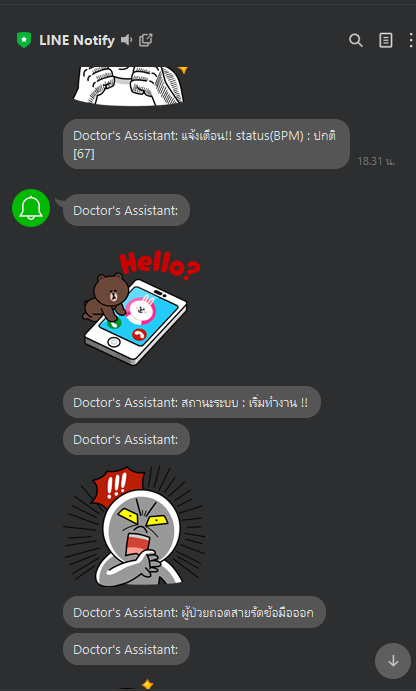 LINE Notify
Doctor's Assistant: แจ้งเตือน!! status(BPM) : ปกติ
[67]
18.31 น.
Doctor's Assistant:
Hello?
Doctor's Assistant: สถานะระบบ : เริ่มทำงาน !!
Doctor's Assistant:
!!!
Doctor's Assistant: ผู้ป่วยถอดสายรัดข้อมือออก
Doctor's Assistant: